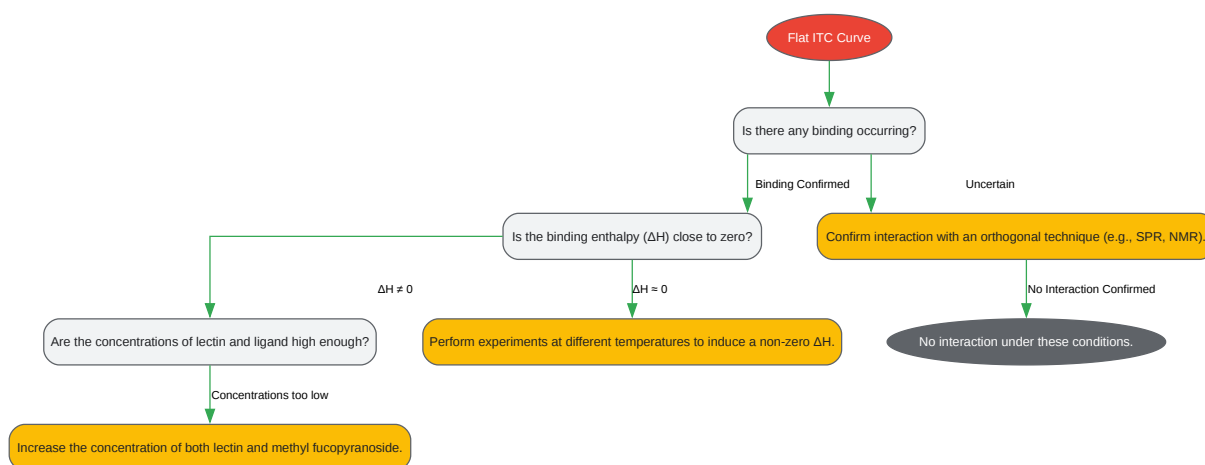 Flat ITC Curve
Is there any binding occurring?
Binding Confirmed
Uncertain
Is the binding enthalpy (ΔH) close to zero?
Confirm interaction with an orthogonal technique (e.g., SPR, NMR).
ΔH ≠ 0
ΔH ≈ 0
No Interaction Confirmed
Are the concentrations of lectin and ligand high enough?
Perform experiments at different temperatures to induce a non-zero ΔH.
No interaction under these conditions.
Concentrations too low
Increase the concentration of both lectin and methyl fucopyranoside.